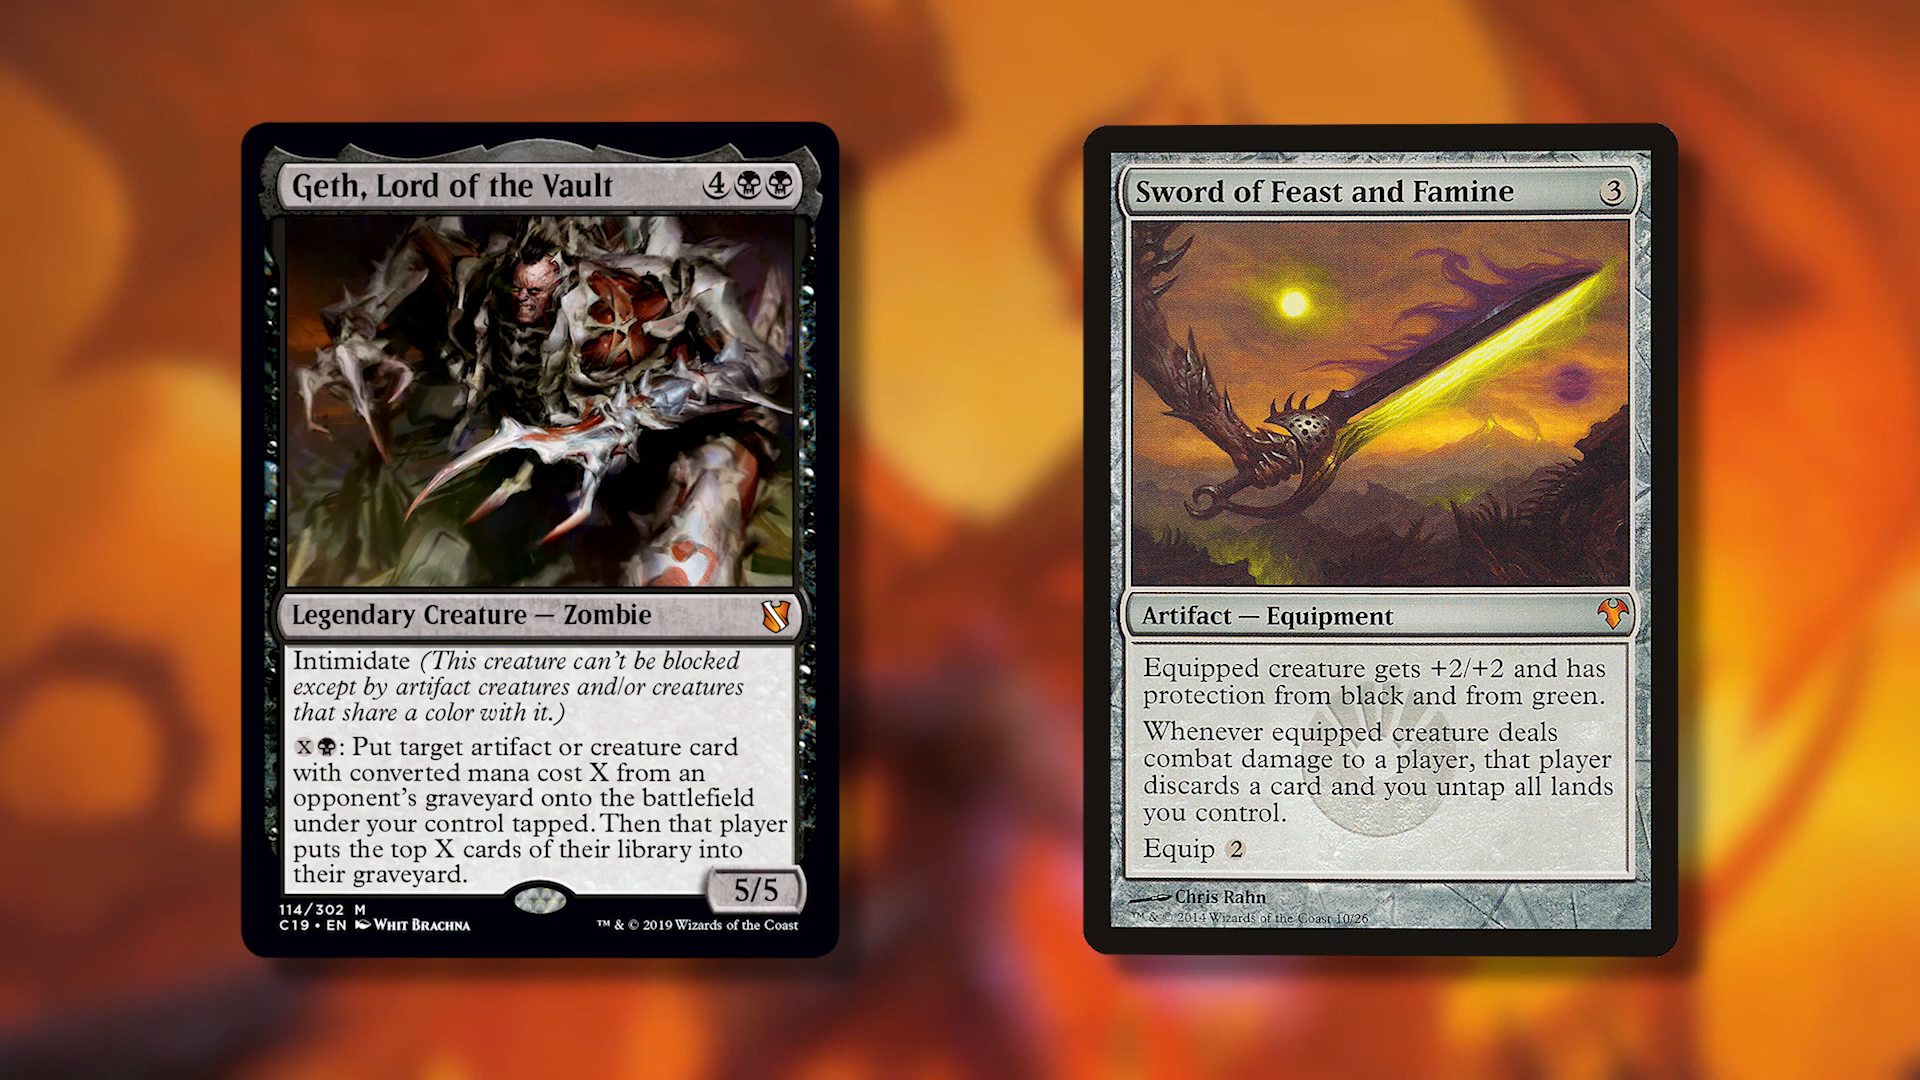 Geth, Lord of the Vault 4
Legendary Creature — Zombie
Intimidate (This creature can't be blocked
except by artifact creatures and/or creatures
that share a color with it.)
X: Put target artifact or creature card
with converted mana cost X from an
opponent's graveyard onto the battlefield
under your control tapped. Then that player
puts the top X cards of their library into
their graveyard.
5/5
114/302 M
C19 • EN Whit Brachna
™ & © 2019 Wizards of the Coast
Sword of Feast and Famine 3
Artifact — Equipment
Equipped creature gets +2/+2 and has
protection from black and from green.
Whenever equipped creature deals
combat damage to a player, that player
discards a card and you untap all lands
you control.
Equip 2
Chris Rahn
™ & © 2014 Wizards of the Coast 10/26